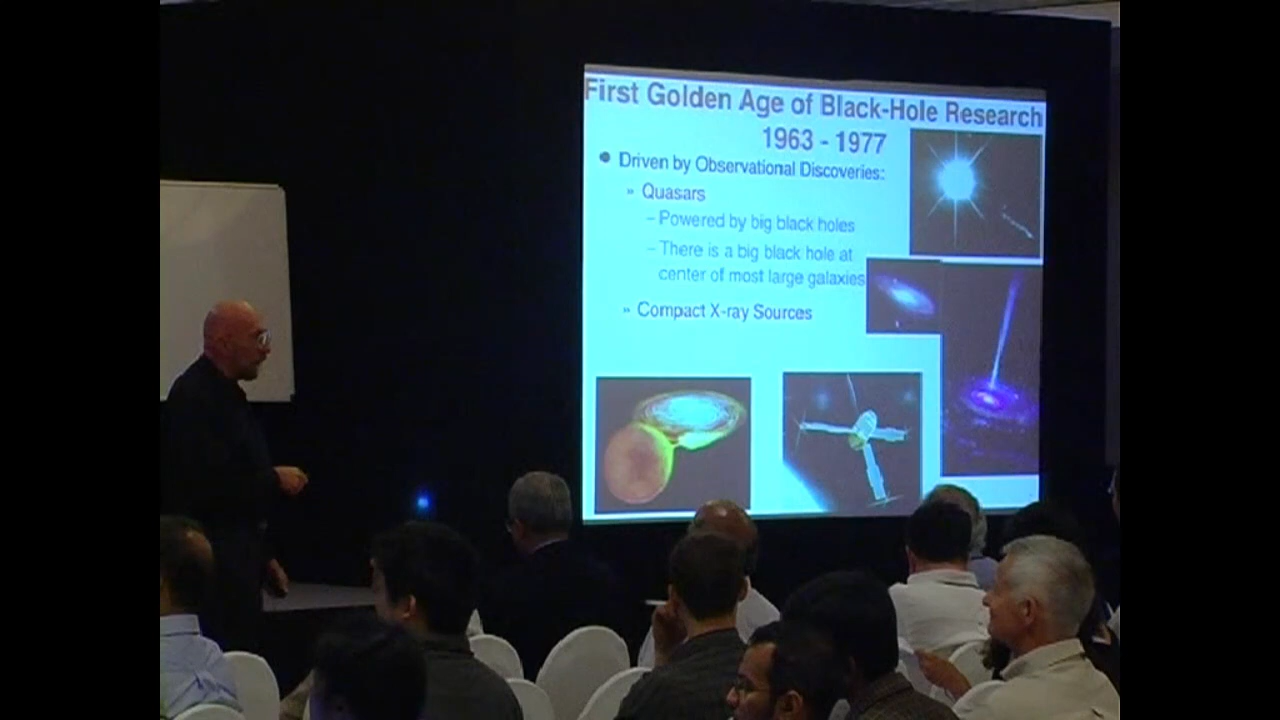 First Golden Age of Black-Hole Research
1963 - 1977
● Driven by Observational Discoveries:
» Quasars
– Powered by big black holes
– There is a big black hole at
center of most large galaxies
» Compact X-ray Sources